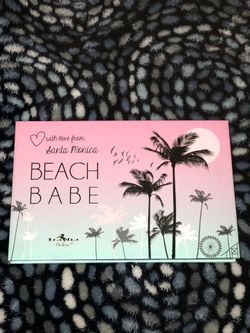 with love from
Santa Monica
BEACH
BABE